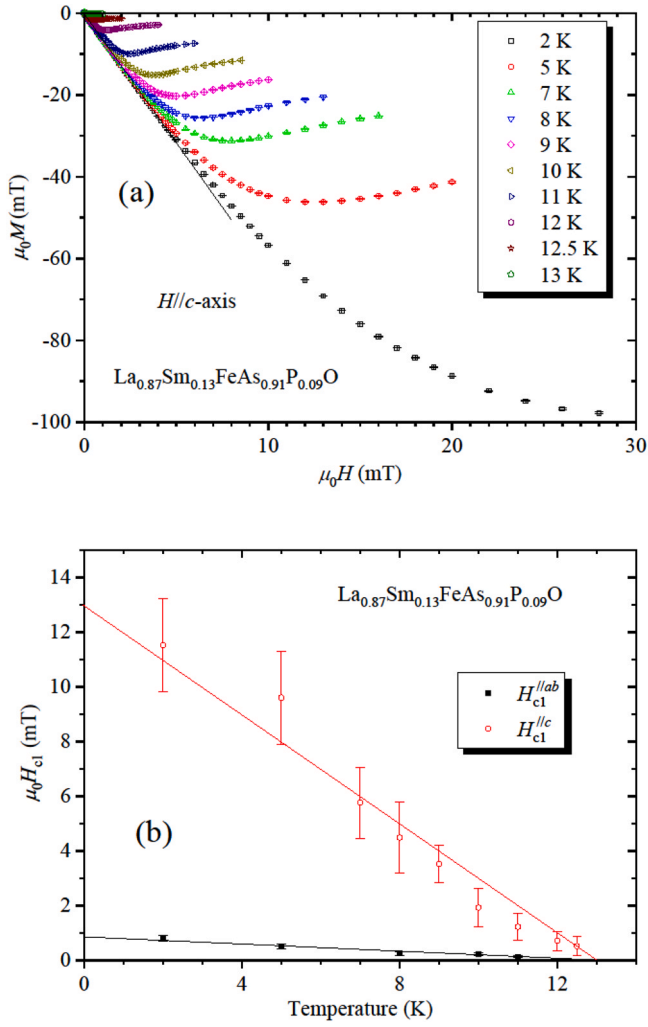 0
-20
-40
-60
-80
-100
0
10
20
30
μ₀M (mT)
μ₀H (mT)
(a)
H//c-axis
La₀.₈₇Sm₀.₁₃FeAs₀.₉₁P₀.₀₉O
2 K
5 K
7 K
8 K
9 K
10 K
11 K
12 K
12.5 K
13 K
14
12
10
8
6
4
2
0
0
4
8
12
μ₀Hc1 (mT)
Temperature (K)
(b)
La₀.₈₇Sm₀.₁₃FeAs₀.₉₁P₀.₀₉O
Hc1//ab
Hc1//c